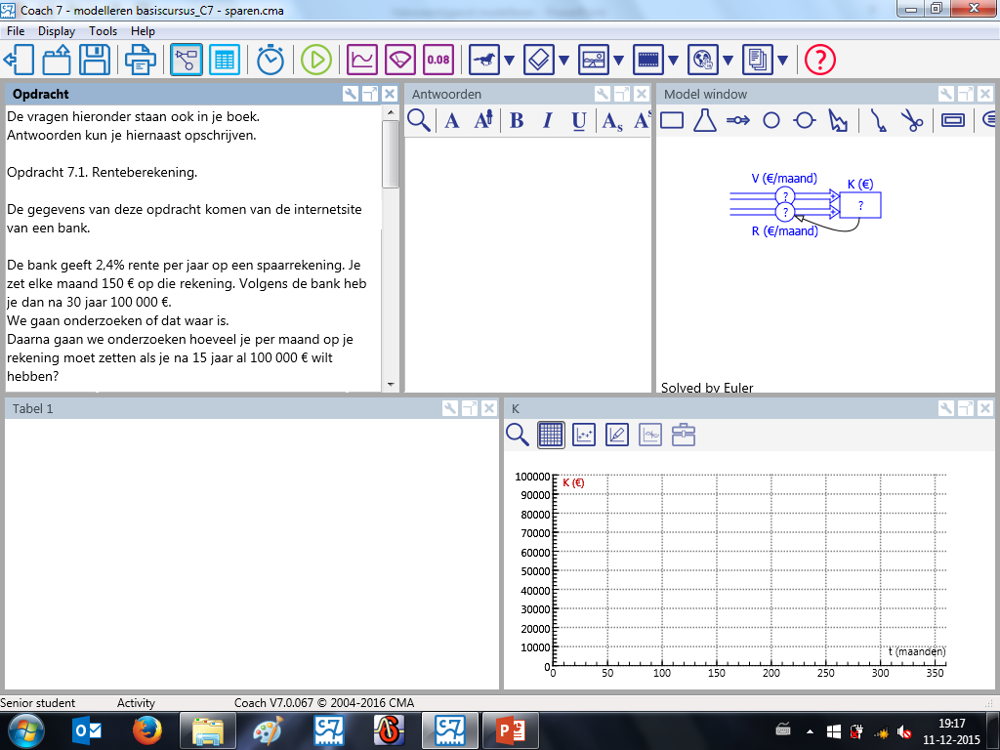 Coach 7 - modelleren basiscursus_C7 - sparen.cma
File Display Tools Help
0.08
Opdracht
De vragen hieronder staan ook in je boek.
Antwoorden kun je hiernaast opschrijven.
Opdracht 7.1. Renteberekening.
De gegevens van deze opdracht komen van de internetsite
van een bank.
De bank geeft 2,4% rente per jaar op een spaarrekening. Je
zet elke maand 150 € op die rekening. Volgens de bank heb
je dan na 30 jaar 100 000 €.
We gaan onderzoeken of dat waar is.
Daarna gaan we onderzoeken hoeveel je per maand op je
rekening moet zetten als je na 15 jaar al 100 000 € wilt
hebben?
Antwoorden
A A B I U As As
Model window
V (€/maand)
K (€)
?
?
?
R (€/maand)
Solved by Euler
Tabel 1
K
100000
90000
80000
70000
60000
50000
40000
30000
20000
10000
0
K (€)
t (maanden)
0 50 100 150 200 250 300 350
Senior student Activity Coach V7.0.067 © 2004-2016 CMA
19:17
11-12-2015